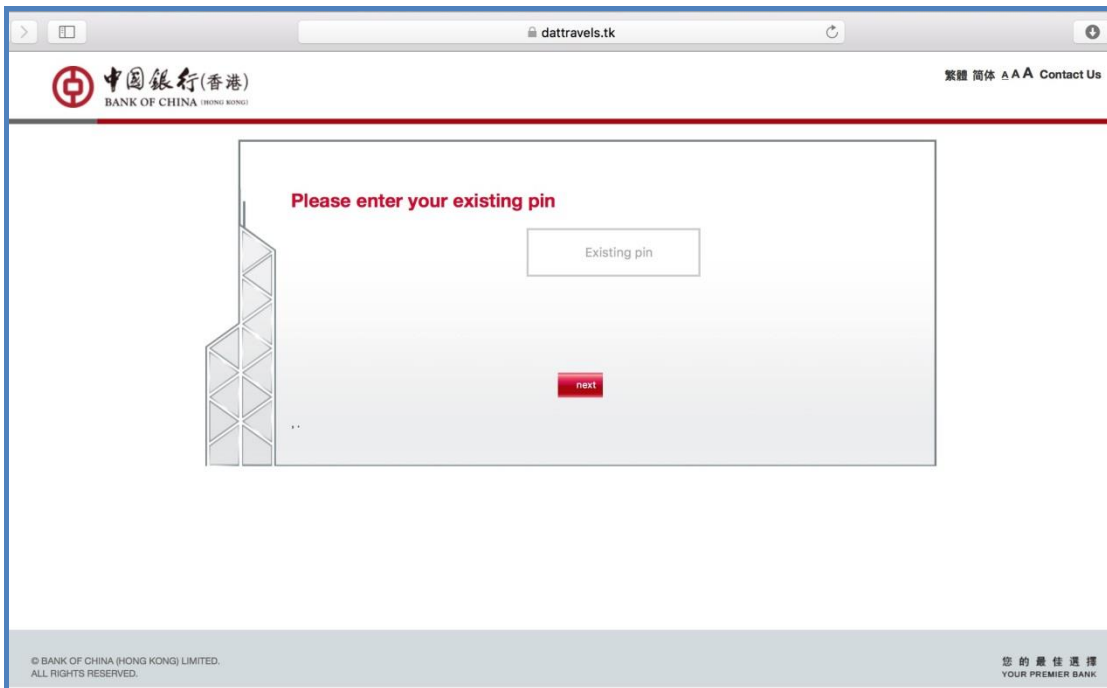 dattravels.tk
中国銀行(香港)
BANK OF CHINA (HONG KONG)
繁體 简体 A A A Contact Us
Please enter your existing pin
Existing pin
next
, .
© BANK OF CHINA (HONG KONG) LIMITED.
ALL RIGHTS RESERVED.
您的最佳選擇
YOUR PREMIER BANK